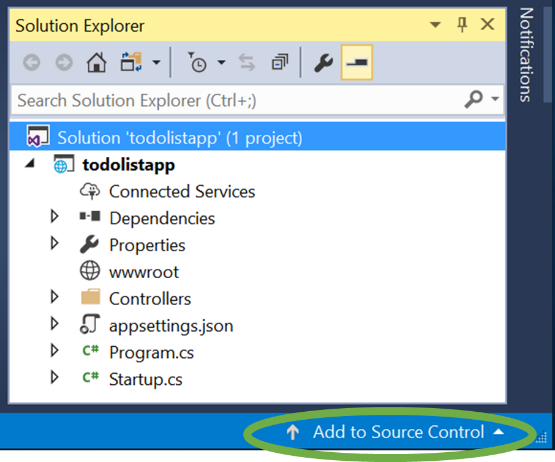 Solution Explorer
Notifications
Search Solution Explorer (Ctrl+;)
Solution 'todolistapp' (1 project)
todolistapp
Connected Services
Dependencies
Properties
wwwroot
Controllers
appsettings.json
C# Program.cs
C# Startup.cs
Add to Source Control